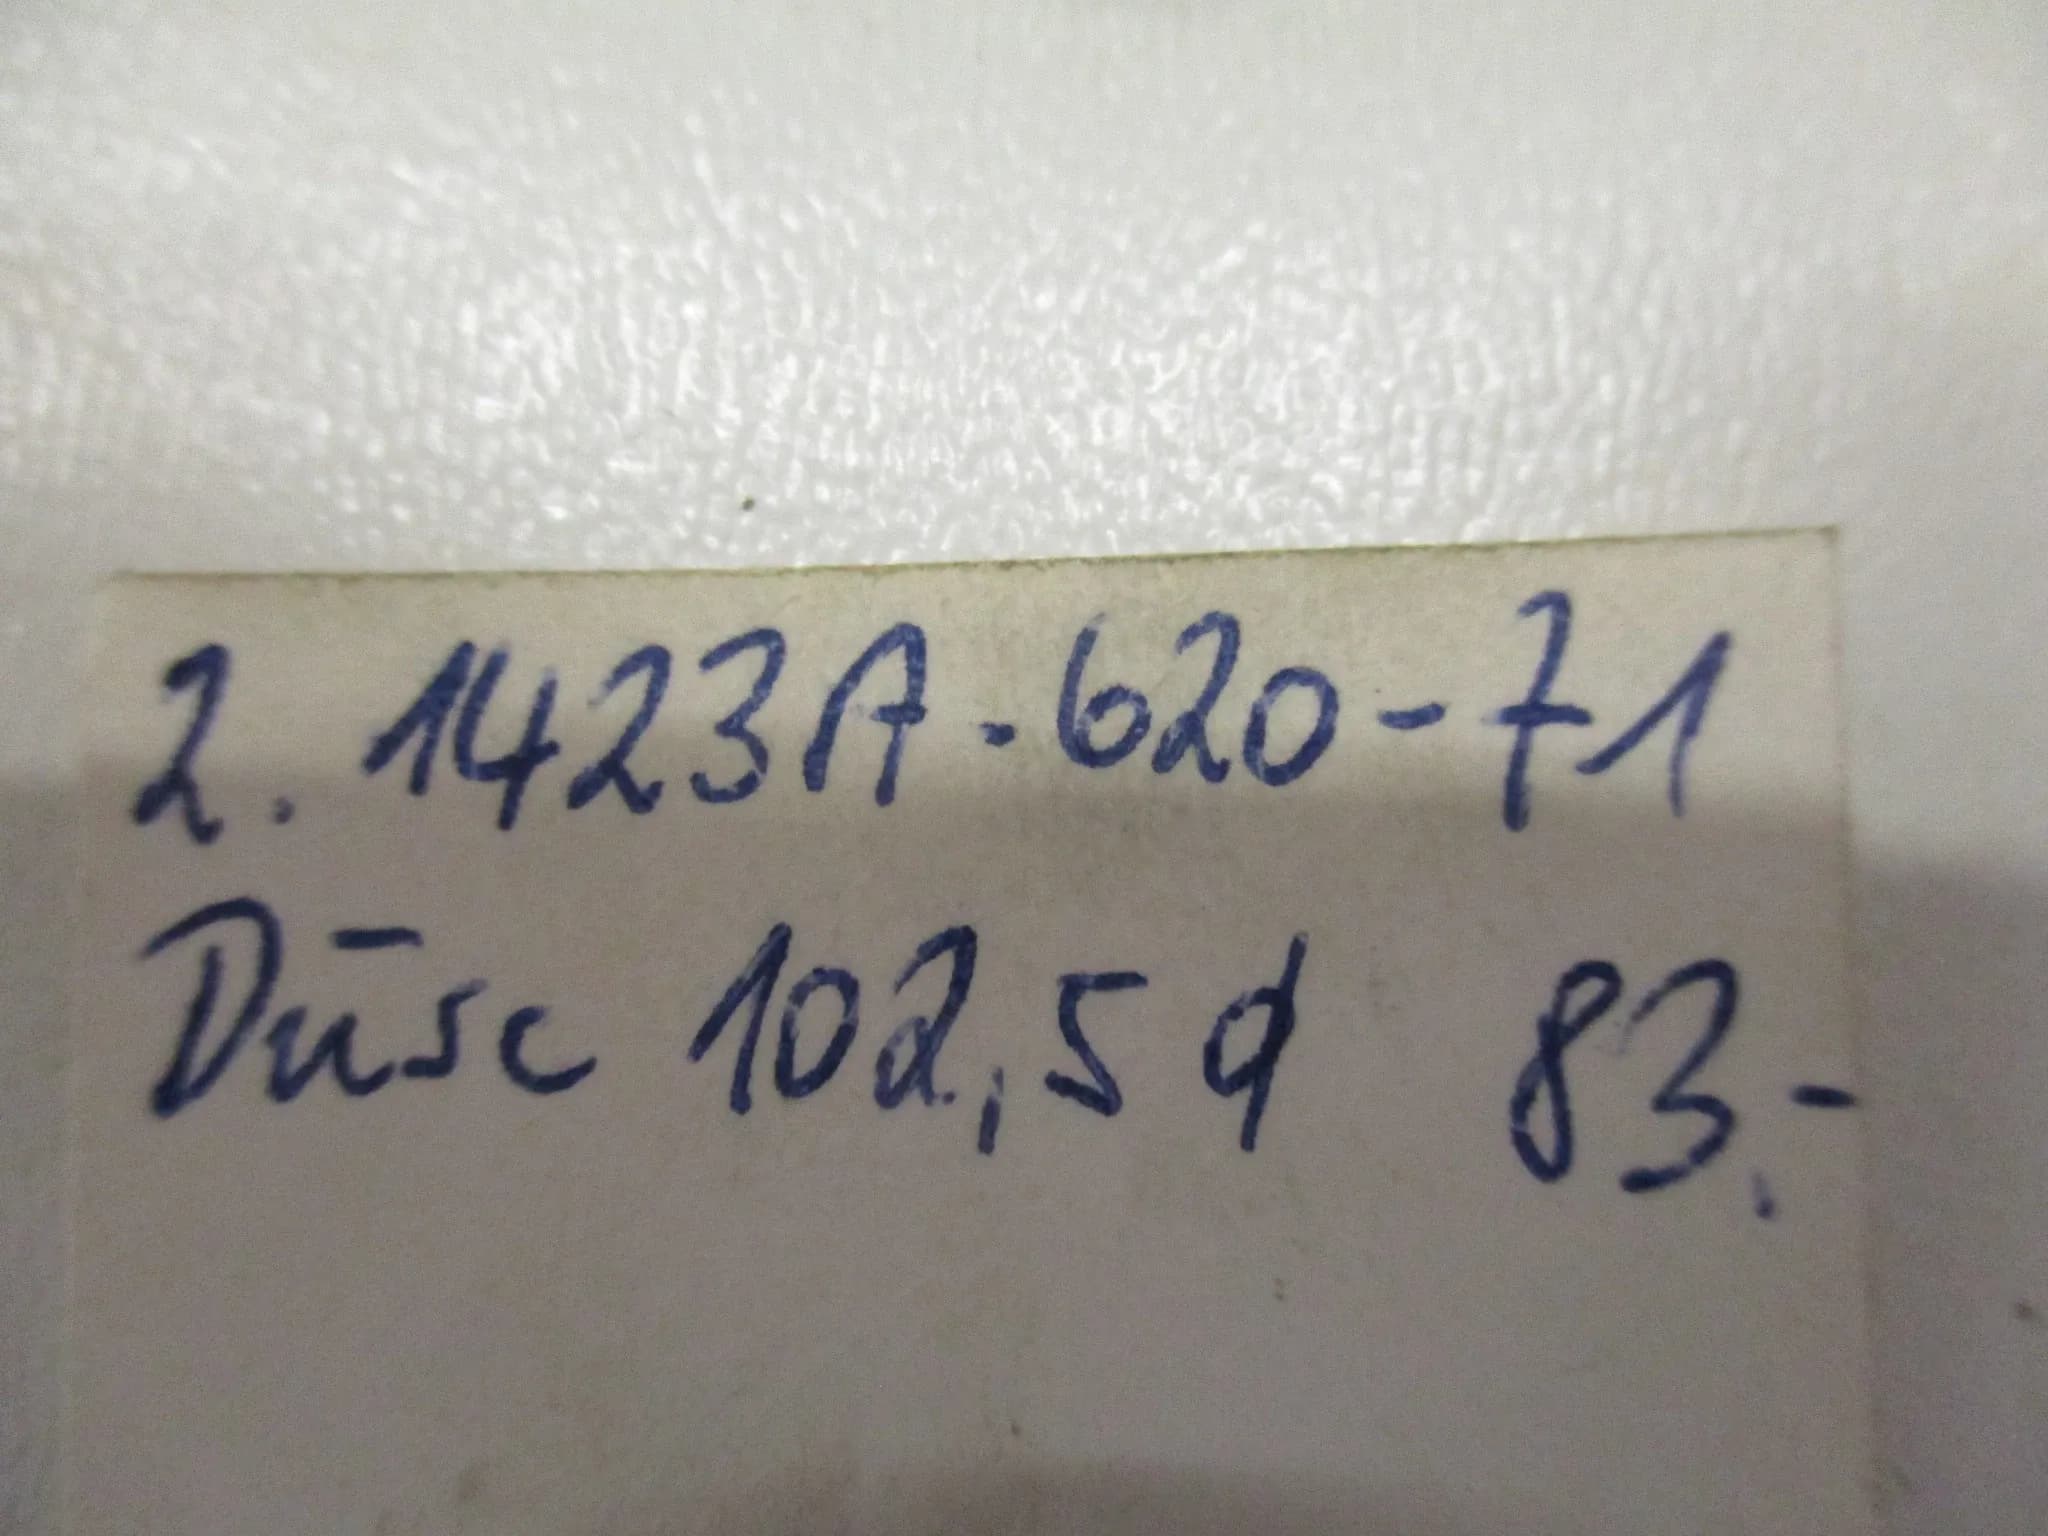 2. 1423A-620-71
Düse 102,5 φ 83.-